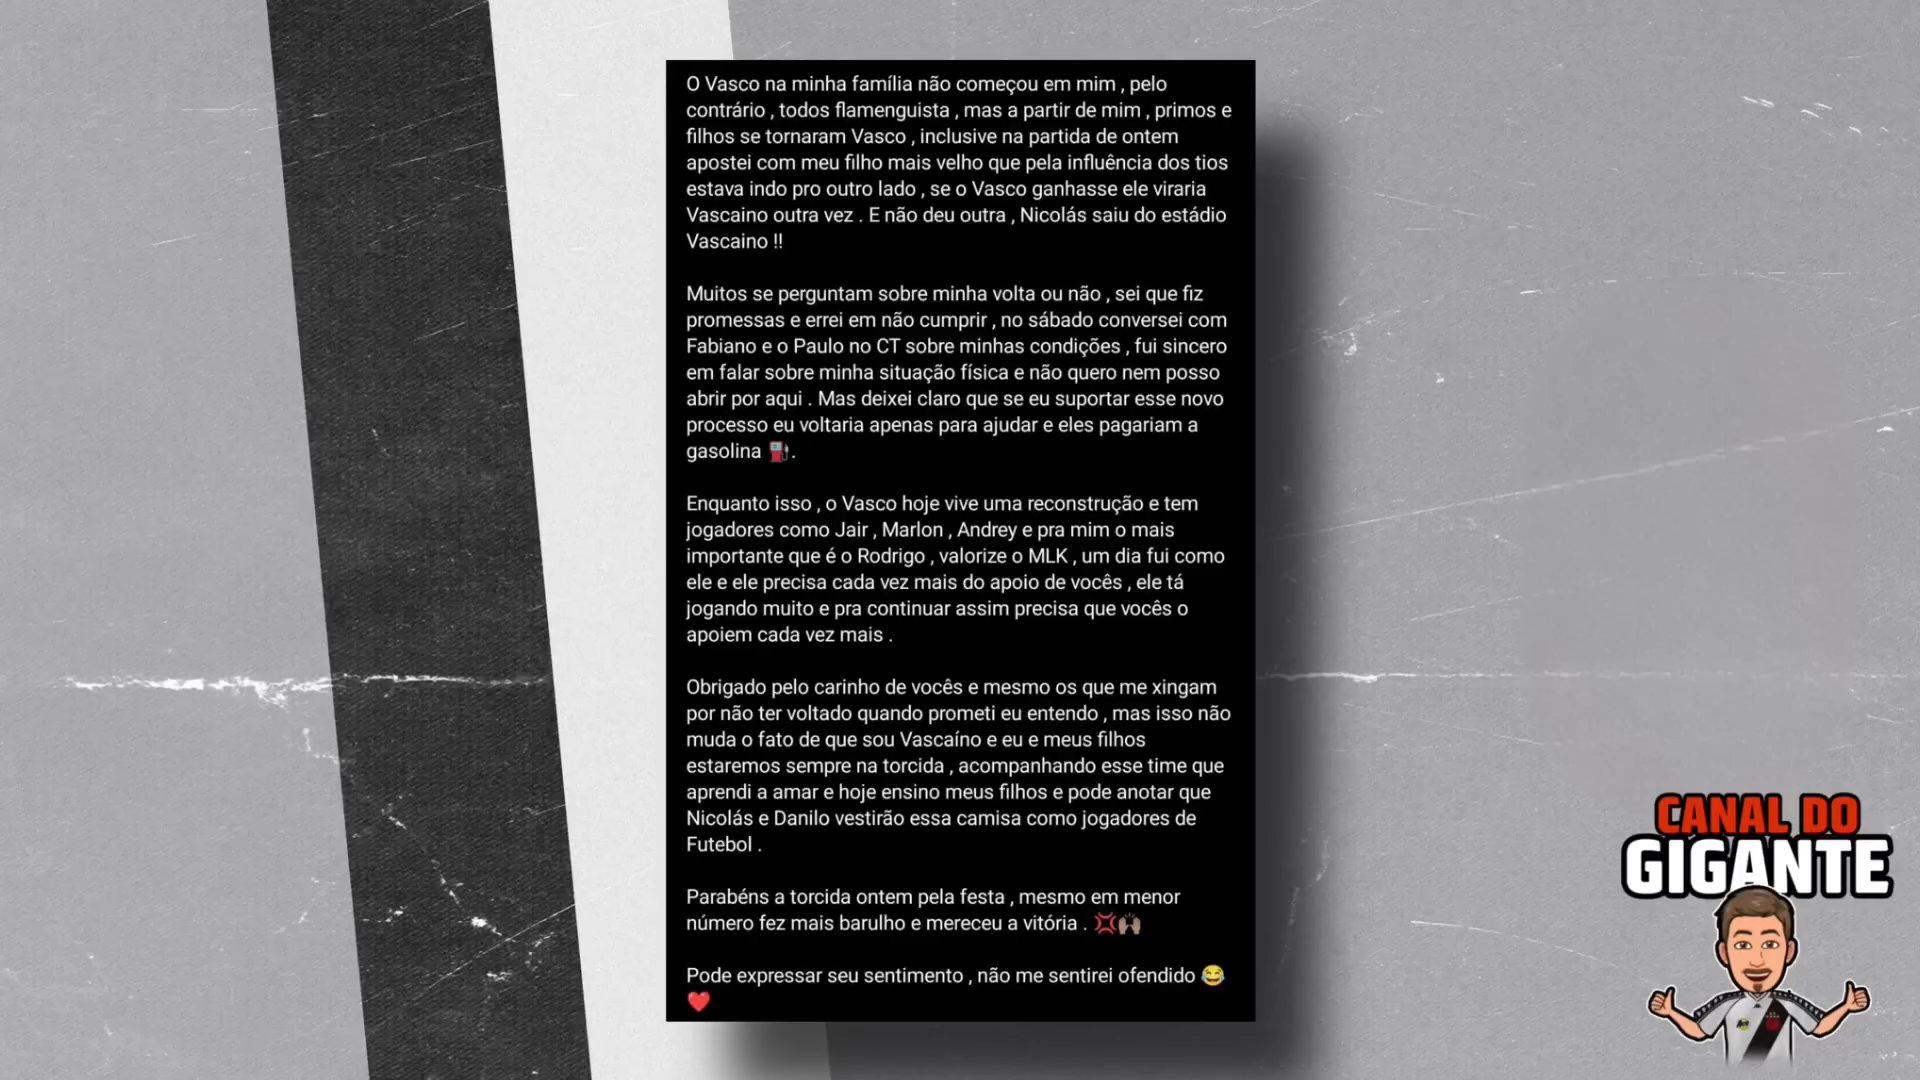 O Vasco na minha família não começou em mim , pelo
contrário , todos flamenguista , mas a partir de mim , primos e
filhos se tornaram Vasco , inclusive na partida de ontem
apostei com meu filho mais velho que pela influência dos tios
estava indo pro outro lado , se o Vasco ganhasse ele viraria
Vascaino outra vez . E não deu outra , Nicolás saiu do estádio
Vascaino !!
Muitos se perguntam sobre minha volta ou não , sei que fiz
promessas e errei em não cumprir , no sábado conversei com
Fabiano e o Paulo no CT sobre minhas condições , fui sincero
em falar sobre minha situação física e não quero nem posso
abrir por aqui . Mas deixei claro que se eu suportar esse novo
processo eu voltaria apenas para ajudar e eles pagariam a
gasolina ⛽.
Enquanto isso , o Vasco hoje vive uma reconstrução e tem
jogadores como Jair , Marlon , Andrey e pra mim o mais
importante que é o Rodrigo , valorize o MLK , um dia fui como
ele e ele precisa cada vez mais do apoio de vocês , ele tá
jogando muito e pra continuar assim precisa que vocês o
apoiem cada vez mais .
Obrigado pelo carinho de vocês e mesmo os que me xingam
por não ter voltado quando prometi eu entendo , mas isso não
muda o fato de que sou Vascaíno e eu e meus filhos
estaremos sempre na torcida , acompanhando esse time que
aprendi a amar e hoje ensino meus filhos e pode anotar que
Nicolás e Danilo vestirão essa camisa como jogadores de
Futebol .
Parabéns a torcida ontem pela festa , mesmo em menor
número fez mais barulho e mereceu a vitória . 💢🙌🏽
Pode expressar seu sentimento , não me sentirei ofendido 😂
❤️
CANAL DO
GIGANTE